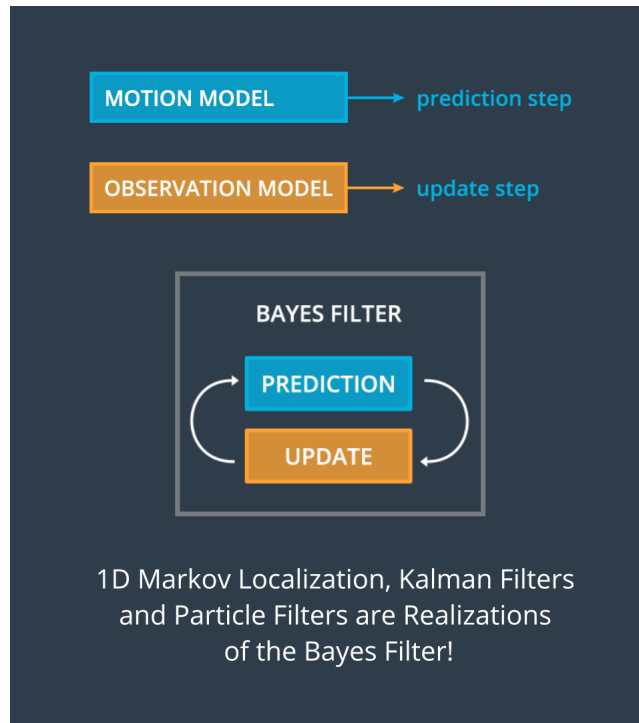 MOTION MODEL
prediction step
OBSERVATION MODEL
update step
BAYES FILTER
PREDICTION
UPDATE
1D Markov Localization, Kalman Filters
and Particle Filters are Realizations
of the Bayes Filter!